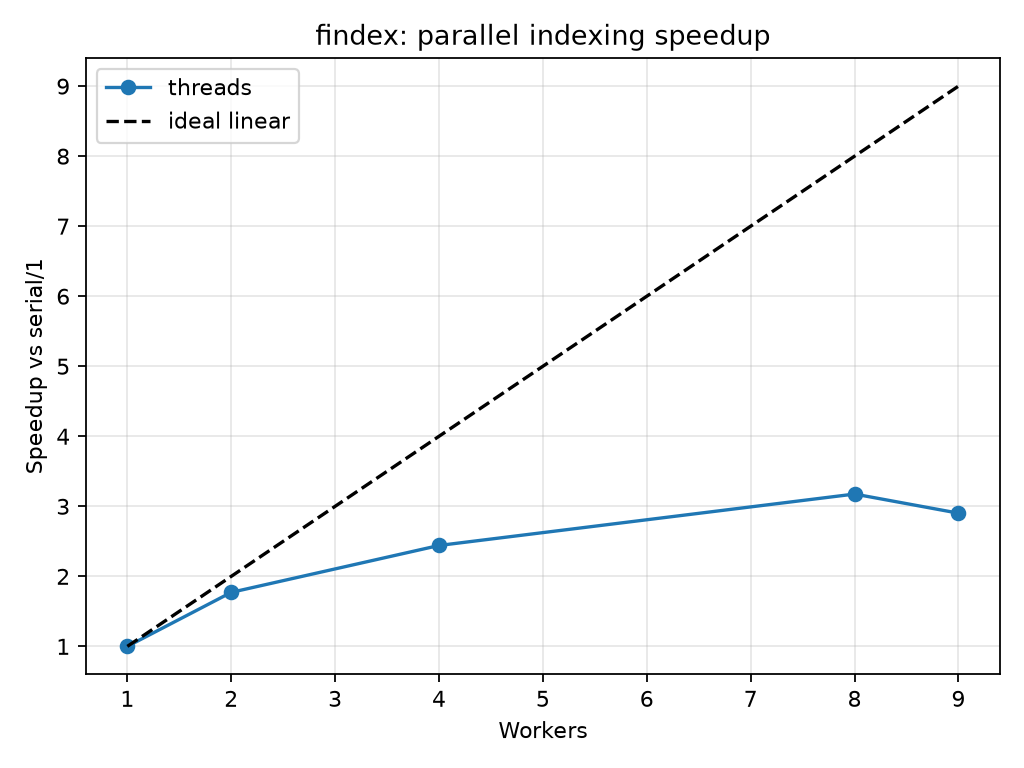 findex: parallel indexing speedup
threads
ideal linear
Speedup vs serial/1
9
8
7
6
5
4
3
2
1
1 2 3 4 5 6 7 8 9
Workers